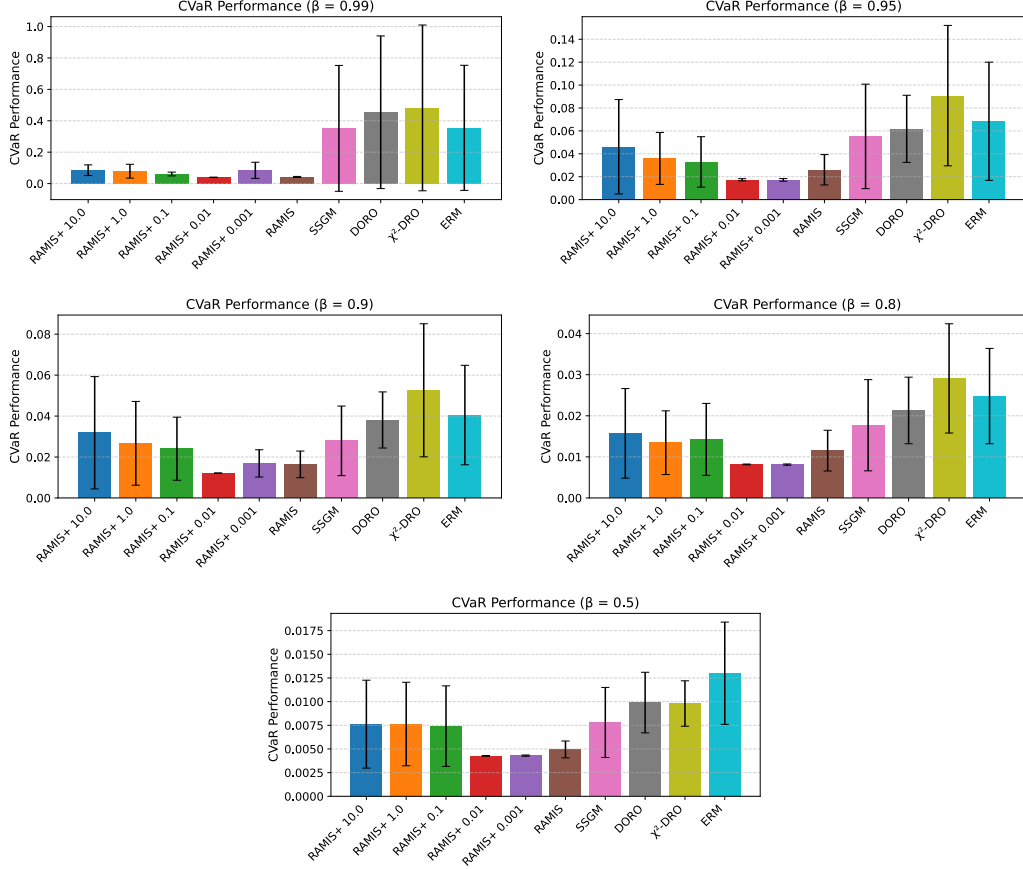 CVaR Performance (β = 0.99)
CVaR Performance
1.0
0.8
0.6
0.4
0.2
0.0
RAMIS+ 10.0
RAMIS+ 1.0
RAMIS+ 0.1
RAMIS+ 0.01
RAMIS+ 0.001
RAMIS
SSGM
DORO
χ²-DRO
ERM
CVaR Performance (β = 0.95)
CVaR Performance
0.14
0.12
0.10
0.08
0.06
0.04
0.02
0.00
RAMIS+ 10.0
RAMIS+ 1.0
RAMIS+ 0.1
RAMIS+ 0.01
RAMIS+ 0.001
RAMIS
SSGM
DORO
χ²-DRO
ERM
CVaR Performance (β = 0.9)
CVaR Performance
0.08
0.06
0.04
0.02
0.00
RAMIS+ 10.0
RAMIS+ 1.0
RAMIS+ 0.1
RAMIS+ 0.01
RAMIS+ 0.001
RAMIS
SSGM
DORO
χ²-DRO
ERM
CVaR Performance (β = 0.8)
CVaR Performance
0.04
0.03
0.02
0.01
0.00
RAMIS+ 10.0
RAMIS+ 1.0
RAMIS+ 0.1
RAMIS+ 0.01
RAMIS+ 0.001
RAMIS
SSGM
DORO
χ²-DRO
ERM
CVaR Performance (β = 0.5)
CVaR Performance
0.0175
0.0150
0.0125
0.0100
0.0075
0.0050
0.0025
0.0000
RAMIS+ 10.0
RAMIS+ 1.0
RAMIS+ 0.1
RAMIS+ 0.01
RAMIS+ 0.001
RAMIS
SSGM
DORO
χ²-DRO
ERM